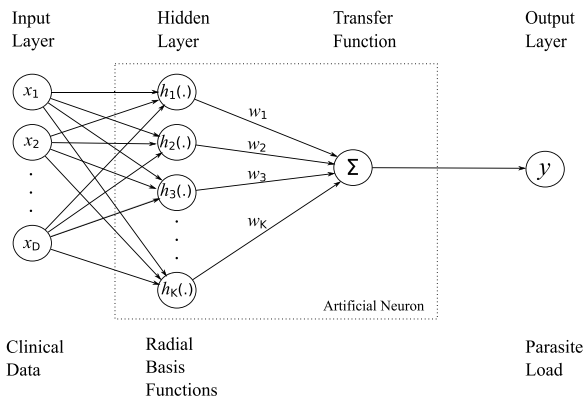 Input
Layer
Hidden
Layer
Transfer
Function
Output
Layer
x1
x2
xD
h1(.)
h2(.)
h3(.)
hK(.)
w1
w2
w3
wK
Σ
y
Artificial Neuron
Clinical
Data
Radial
Basis
Functions
Parasite
Load